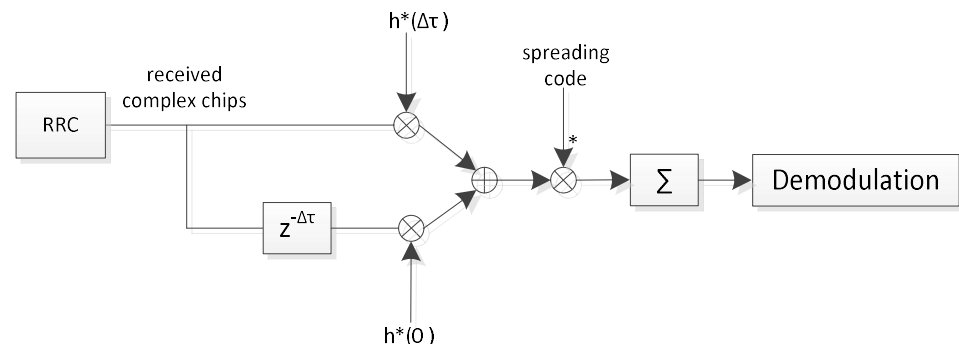 h*(Δτ)
spreading
code
received
complex chips
RRC
*
Σ
Demodulation
z^-Δτ
h*(0)